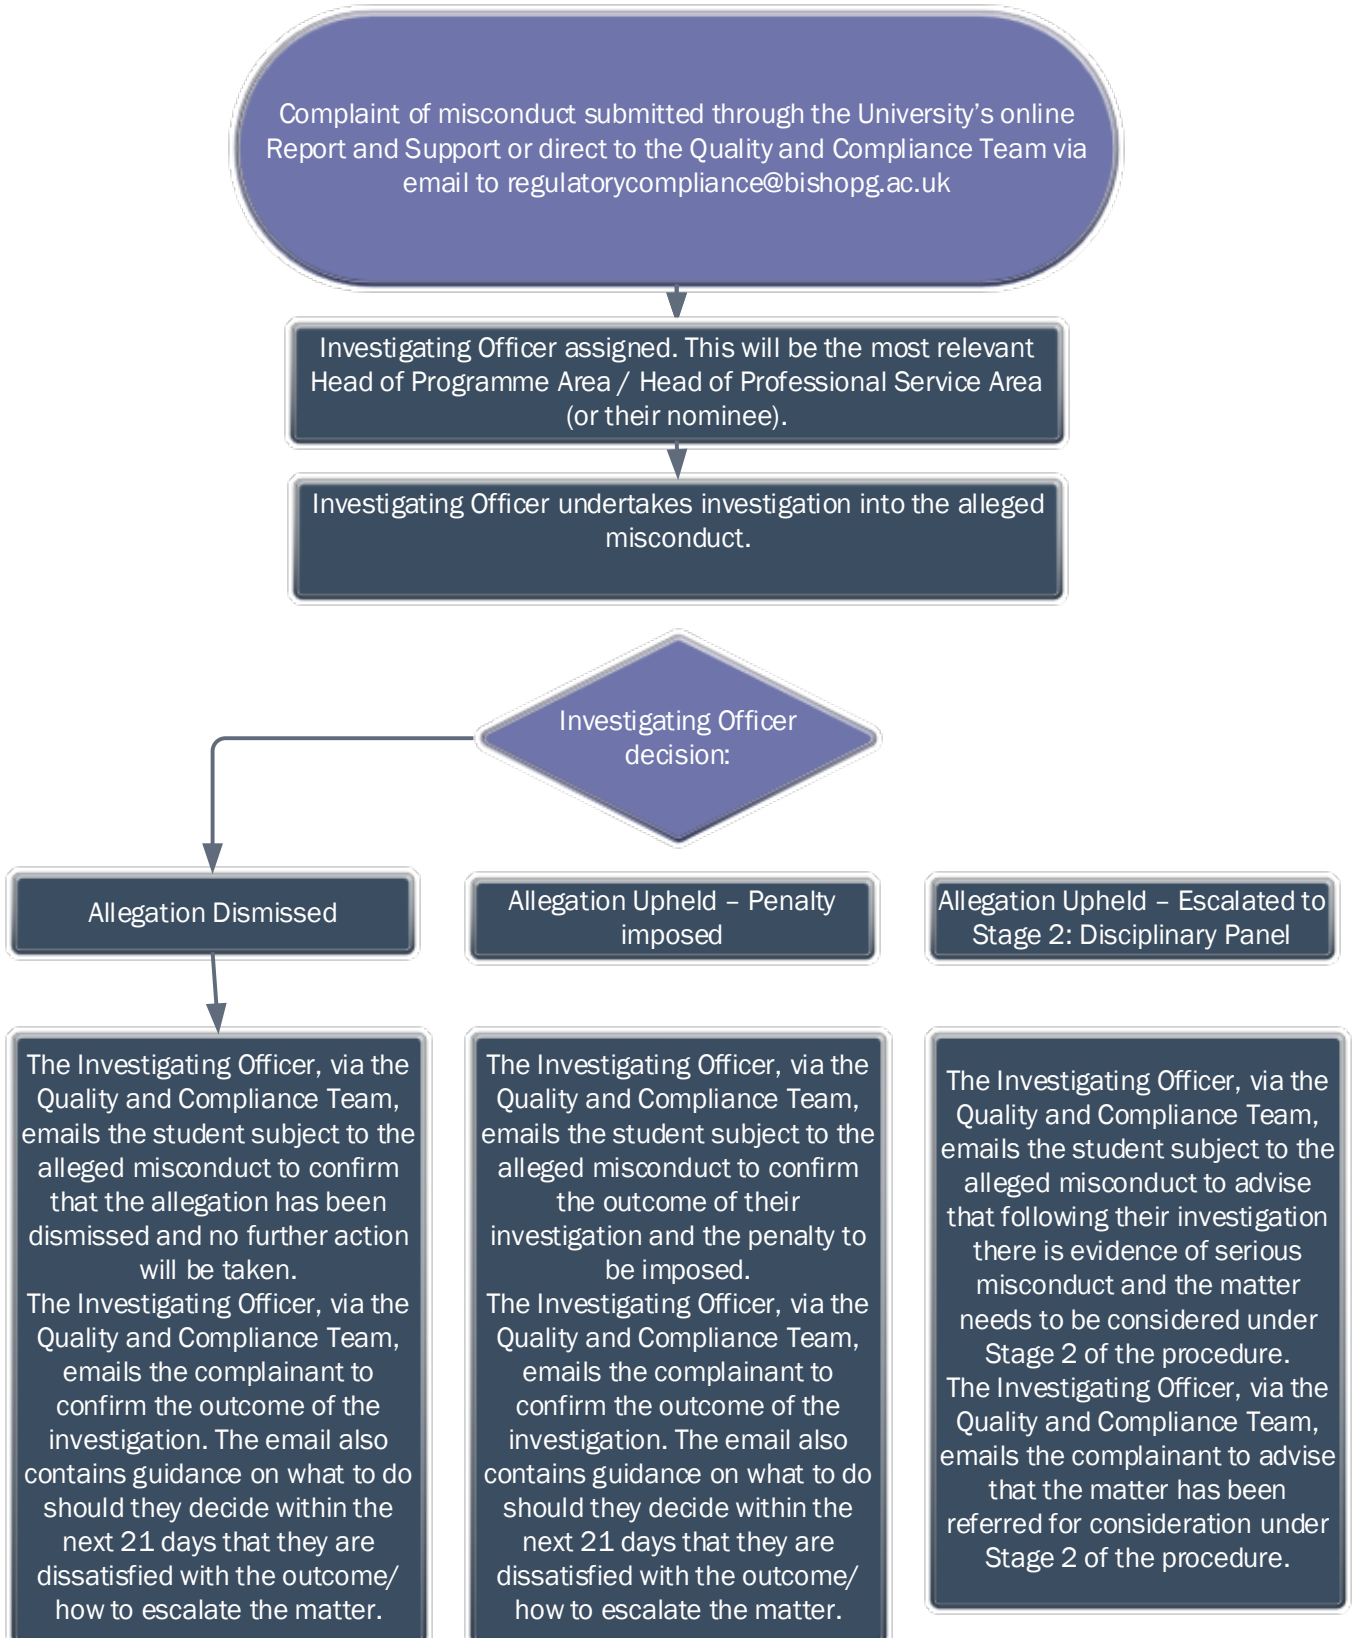 Complaint of misconduct submitted through the University's online
Report and Support or direct to the Quality and Compliance Team via
email to regulatorycompliance@bishopg.ac.uk
Investigating Officer assigned. This will be the most relevant
Head of Programme Area / Head of Professional Service Area
(or their nominee).
Investigating Officer undertakes investigation into the alleged
misconduct.
Investigating Officer
decision:
Allegation Dismissed
Allegation Upheld – Penalty
imposed
Allegation Upheld – Escalated to
Stage 2: Disciplinary Panel
The Investigating Officer, via the
Quality and Compliance Team,
emails the student subject to the
alleged misconduct to confirm
that the allegation has been
dismissed and no further action
will be taken.
The Investigating Officer, via the
Quality and Compliance Team,
emails the complainant to
confirm the outcome of the
investigation. The email also
contains guidance on what to do
should they decide within the
next 21 days that they are
dissatisfied with the outcome/
how to escalate the matter.
The Investigating Officer, via the
Quality and Compliance Team,
emails the student subject to the
alleged misconduct to confirm
the outcome of their
investigation and the penalty to
be imposed.
The Investigating Officer, via the
Quality and Compliance Team,
emails the complainant to
confirm the outcome of the
investigation. The email also
contains guidance on what to do
should they decide within the
next 21 days that they are
dissatisfied with the outcome/
how to escalate the matter.
The Investigating Officer, via the
Quality and Compliance Team,
emails the student subject to the
alleged misconduct to advise
that following their investigation
there is evidence of serious
misconduct and the matter
needs to be considered under
Stage 2 of the procedure.
The Investigating Officer, via the
Quality and Compliance Team,
emails the complainant to advise
that the matter has been
referred for consideration under
Stage 2 of the procedure.